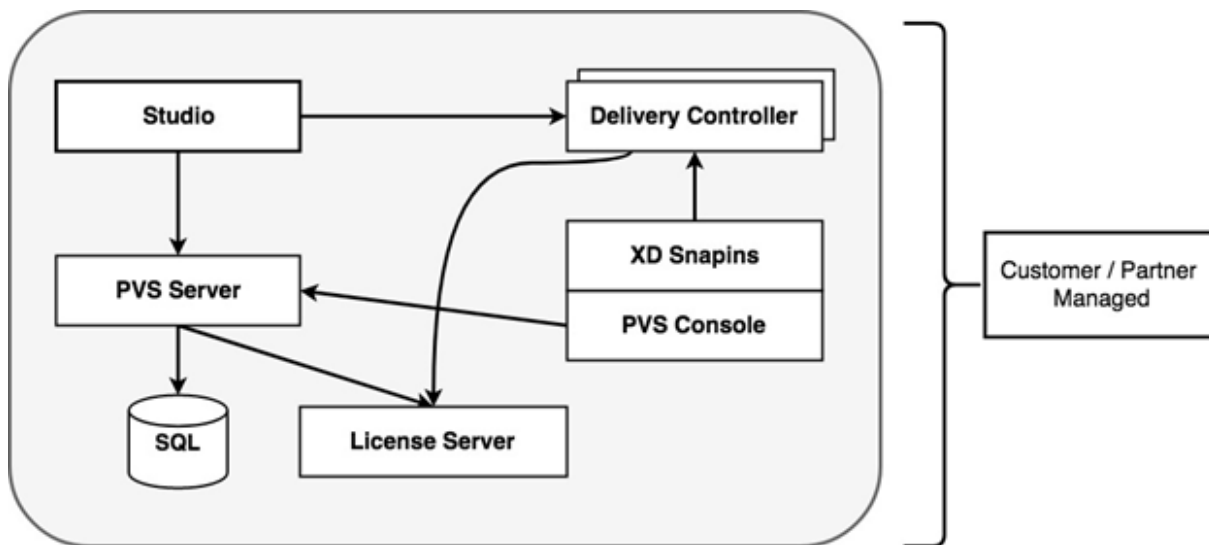 Studio
Delivery Controller
XD Snapins
PVS Server
PVS Console
Customer / Partner
Managed
SQL
License Server